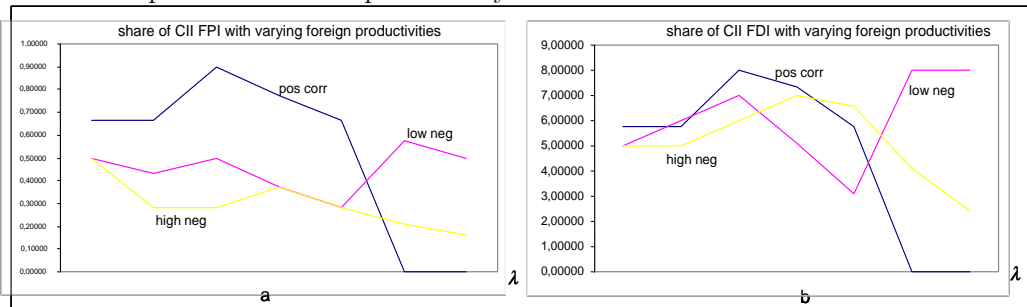 share of CII FPI with varying foreign productivities
1,00000
0,90000
0,80000
0,70000
0,60000
0,50000
0,40000
0,30000
0,20000
0,10000
0,00000
pos corr
low neg
high neg
λ
a
share of CII FDI with varying foreign productivities
9,00000
8,00000
7,00000
6,00000
5,00000
4,00000
3,00000
2,00000
1,00000
0,00000
pos corr
low neg
high neg
λ
b